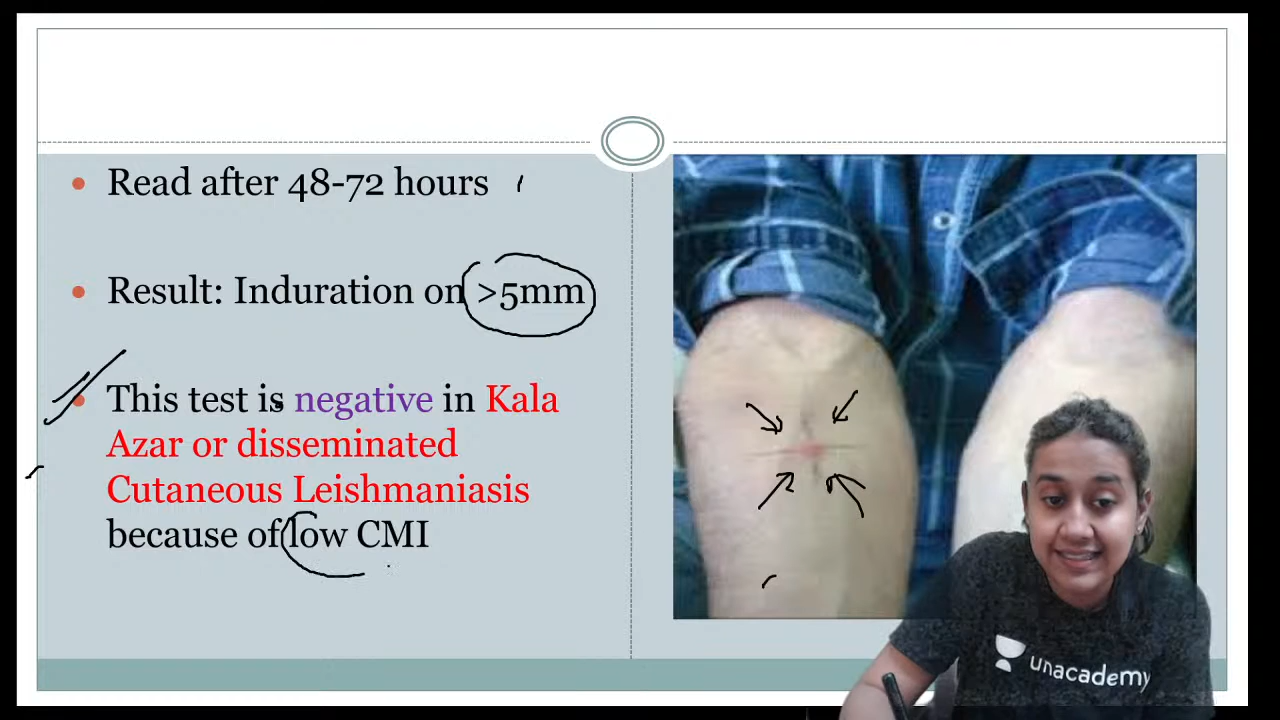 Read after 48-72 hours
Result: Induration on >5mm
This test is negative in Kala
Azar or disseminated
Cutaneous Leishmaniasis
because of low CMI
unacademy